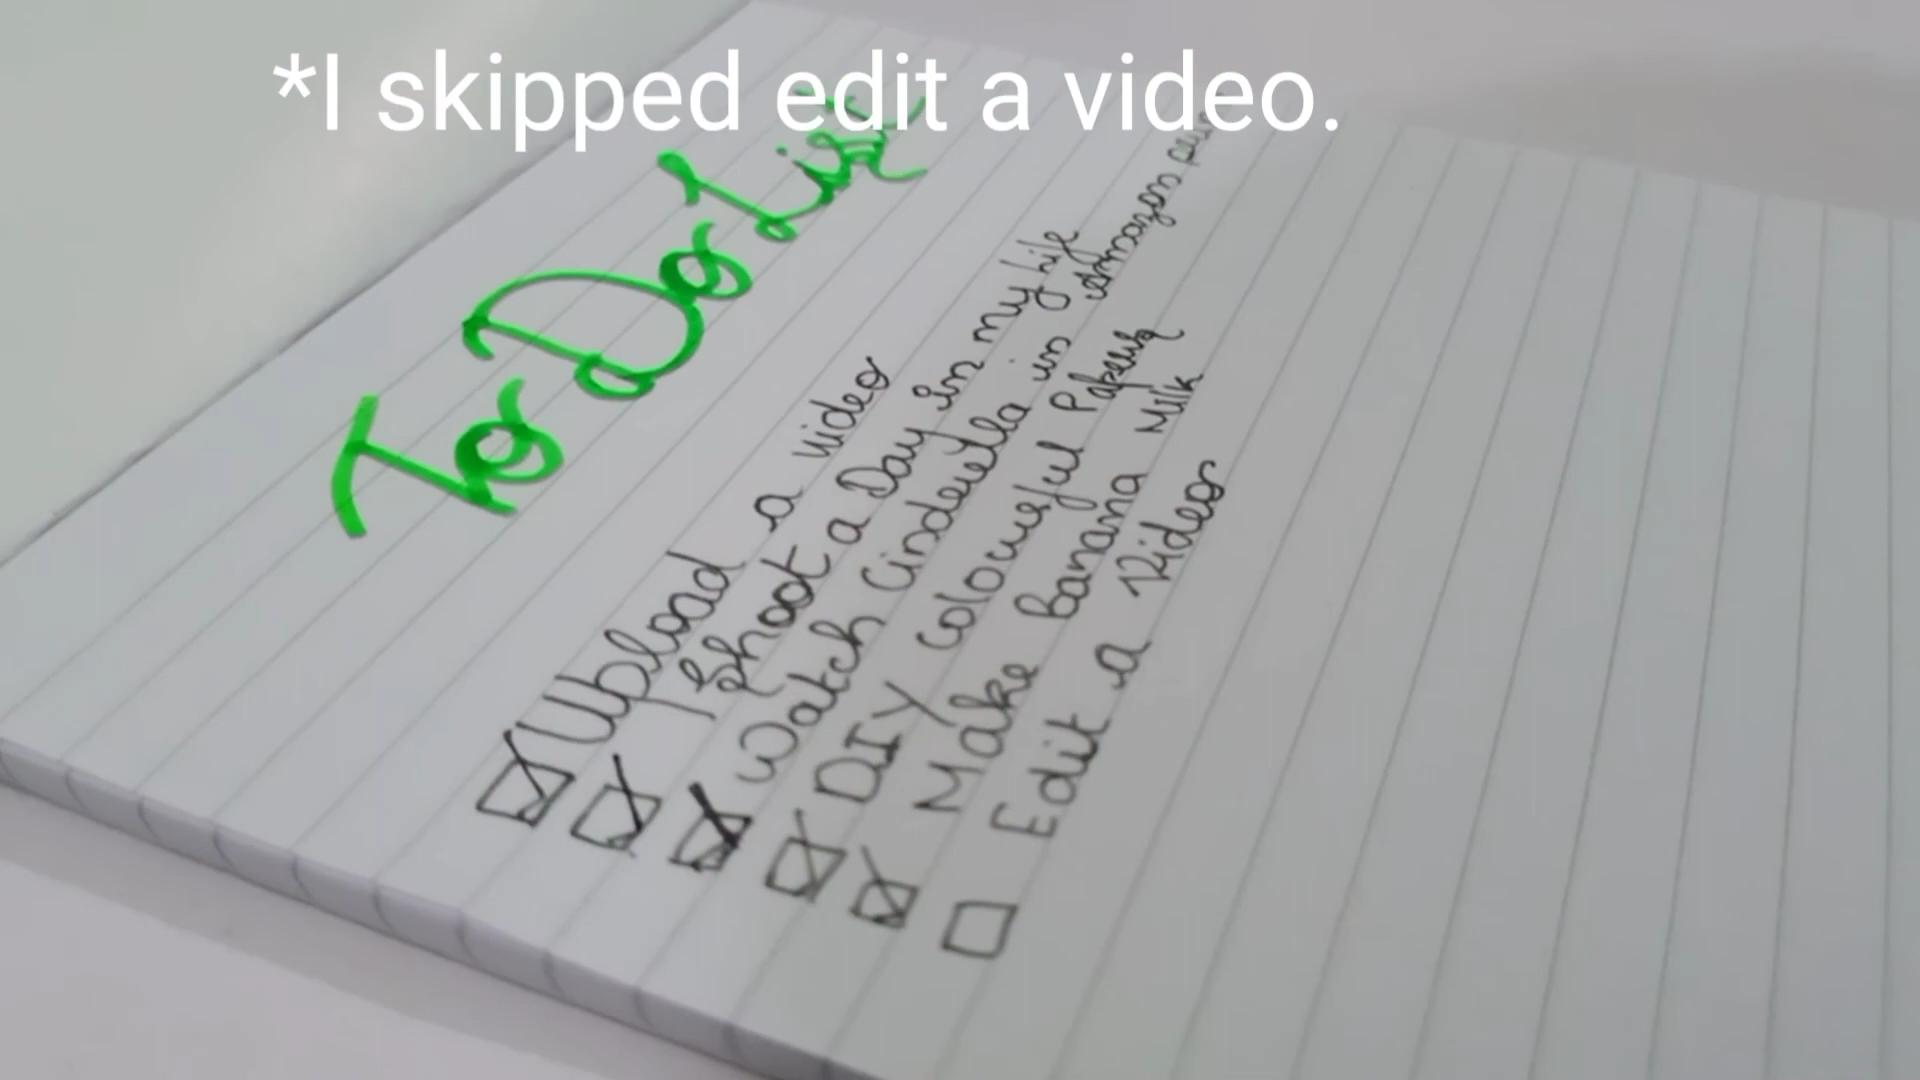 *I skipped edit a video.
To Do List
Upload a video
Shoot a Day in my life
Watch Cinderella in amazon
DIY colourful
Make Banana Milk
Edit a Video